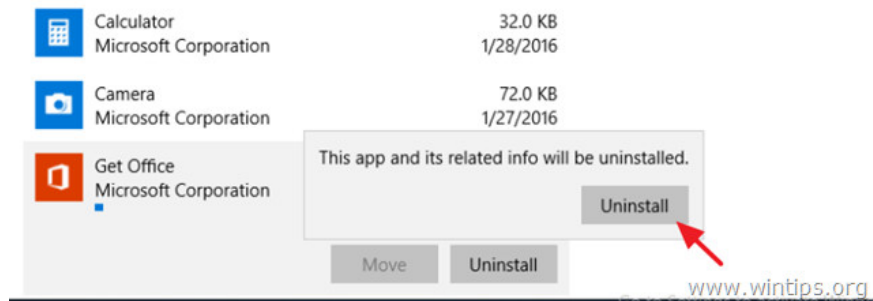 Calculator
32.0 KB
Microsoft Corporation
1/28/2016
Camera
72.0 KB
Microsoft Corporation
1/27/2016
Get Office
Microsoft Corporation
This app and its related info will be uninstalled.
Uninstall
Move
Uninstall
www.wintips.org